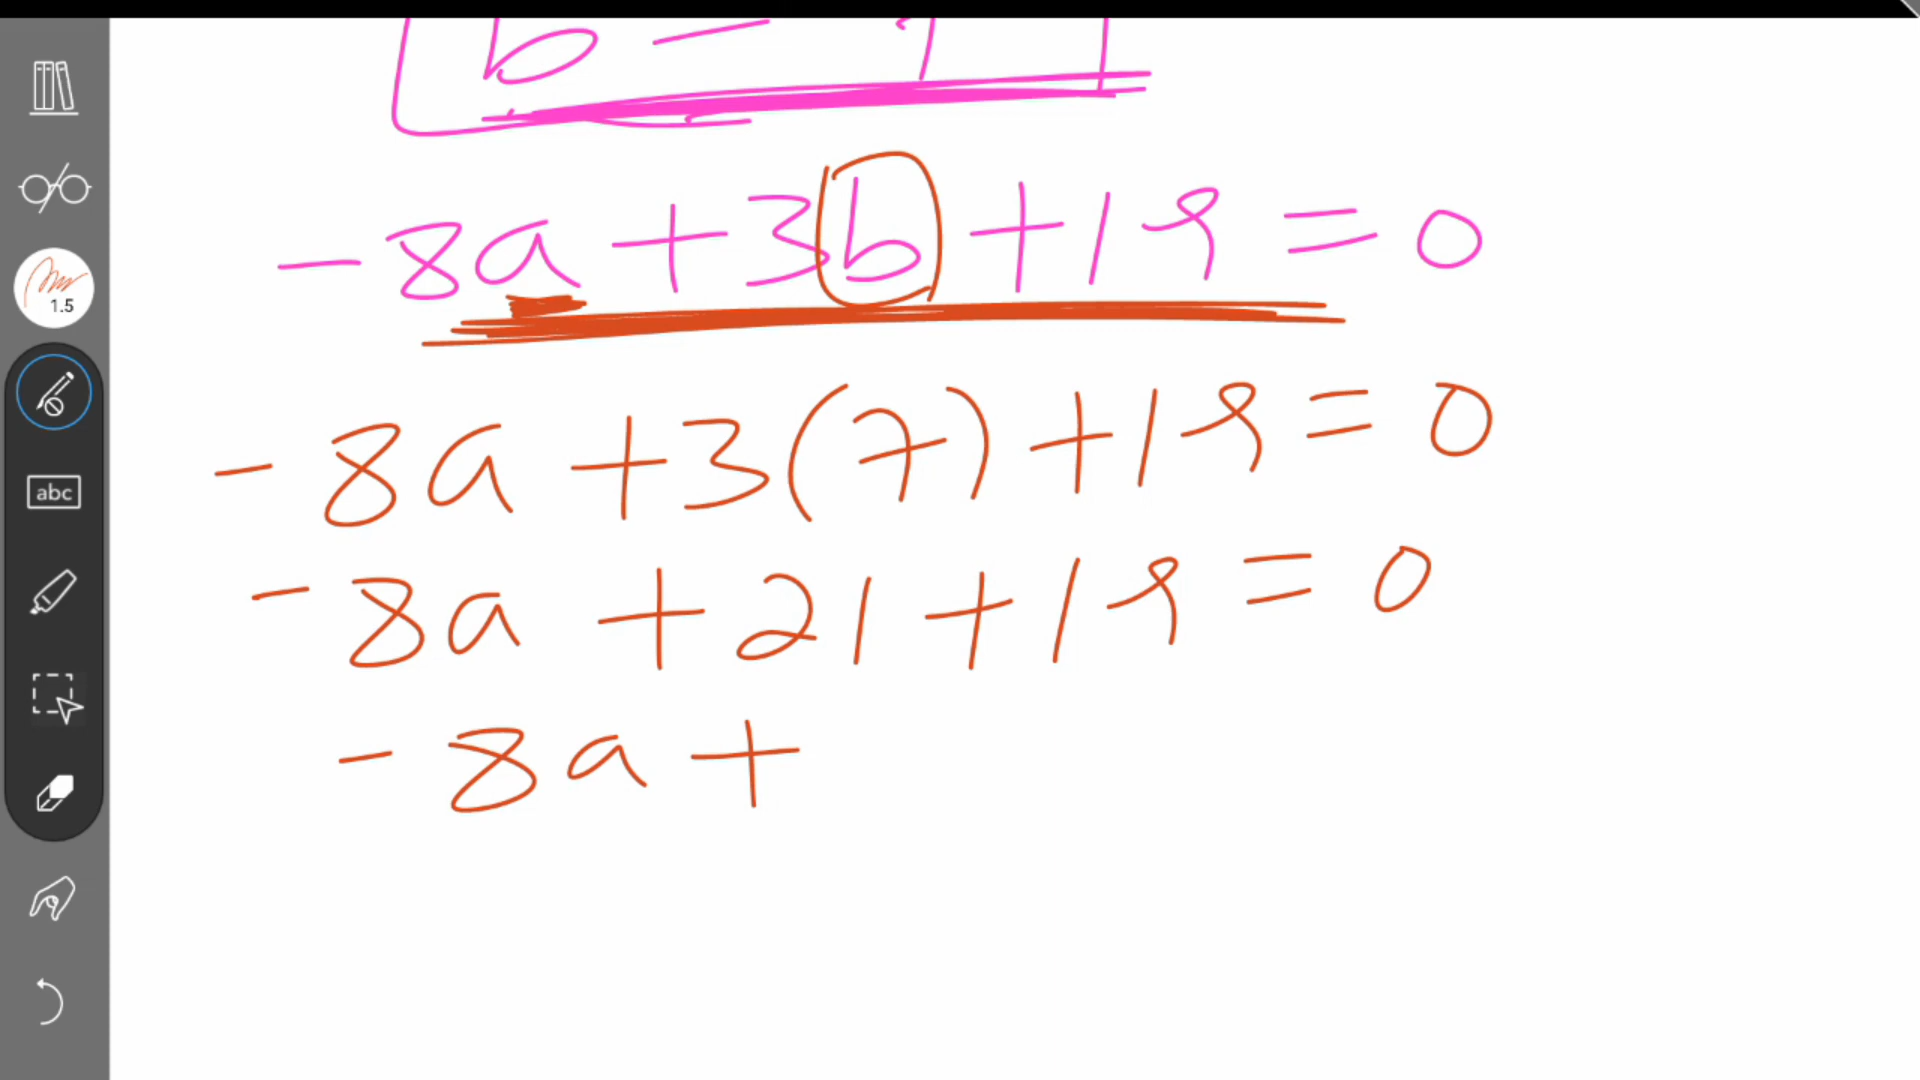 b = 7
-8a + 3b + 19 = 0
-8a + 3(7) + 19 = 0
-8a + 21 + 19 = 0
-8a +
1.5
abc